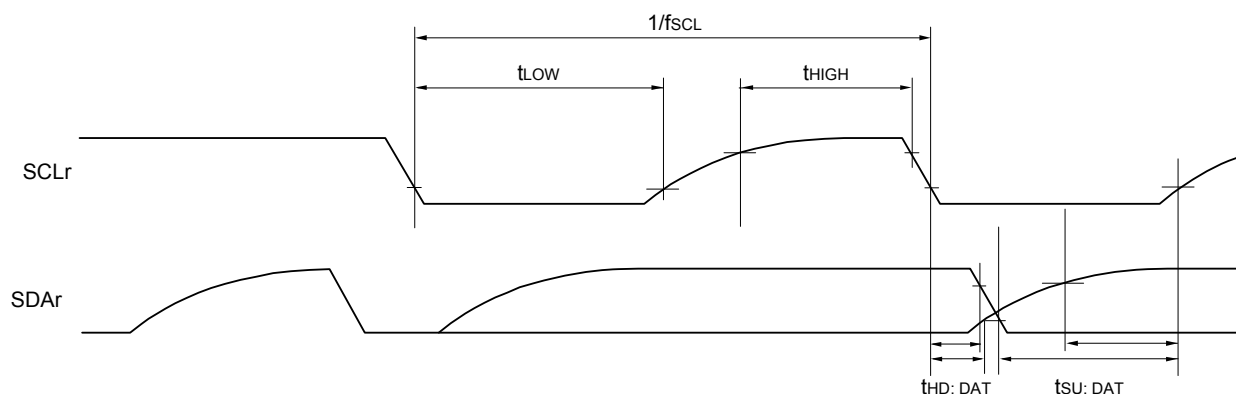 1/fSCL
tLOW
tHIGH
SCLr
SDAr
tHD: DAT
tSU: DAT